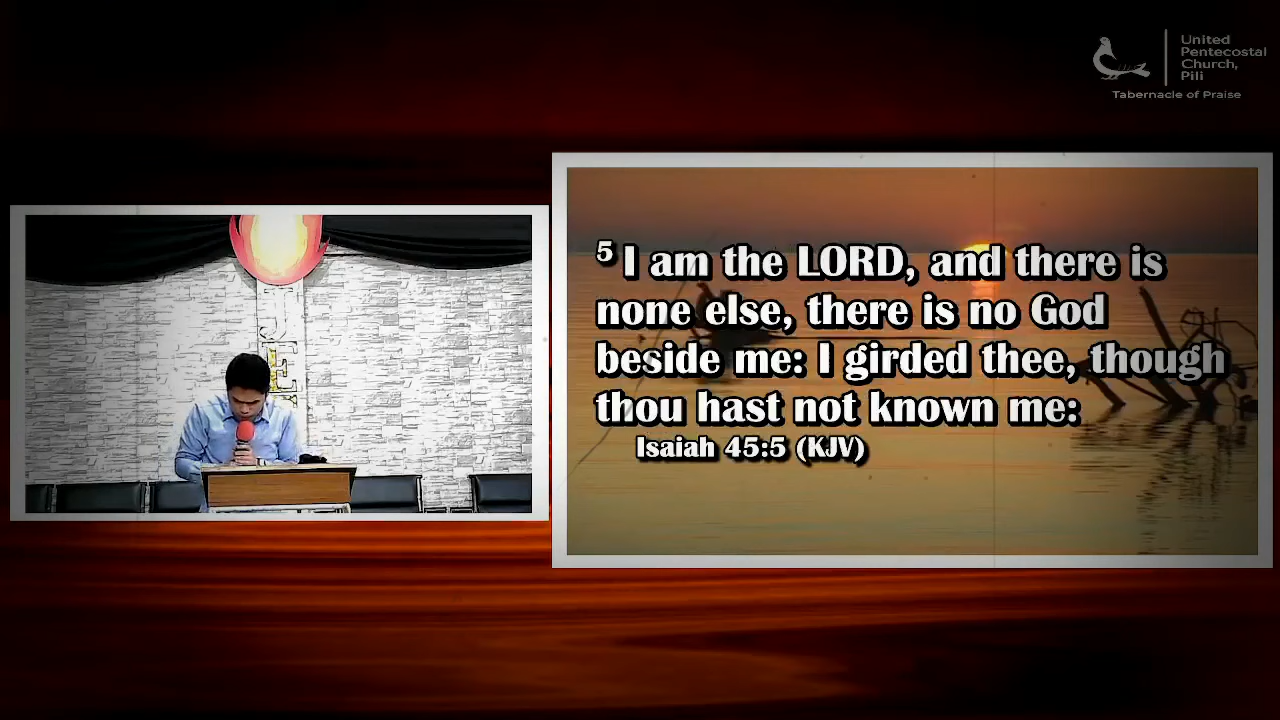 United
Pentecostal
Church,
Pili
Tabernacle of Praise
5 I am the LORD, and there is
none else, there is no God
beside me: I girded thee, though
thou hast not known me:
Isaiah 45:5 (KJV)